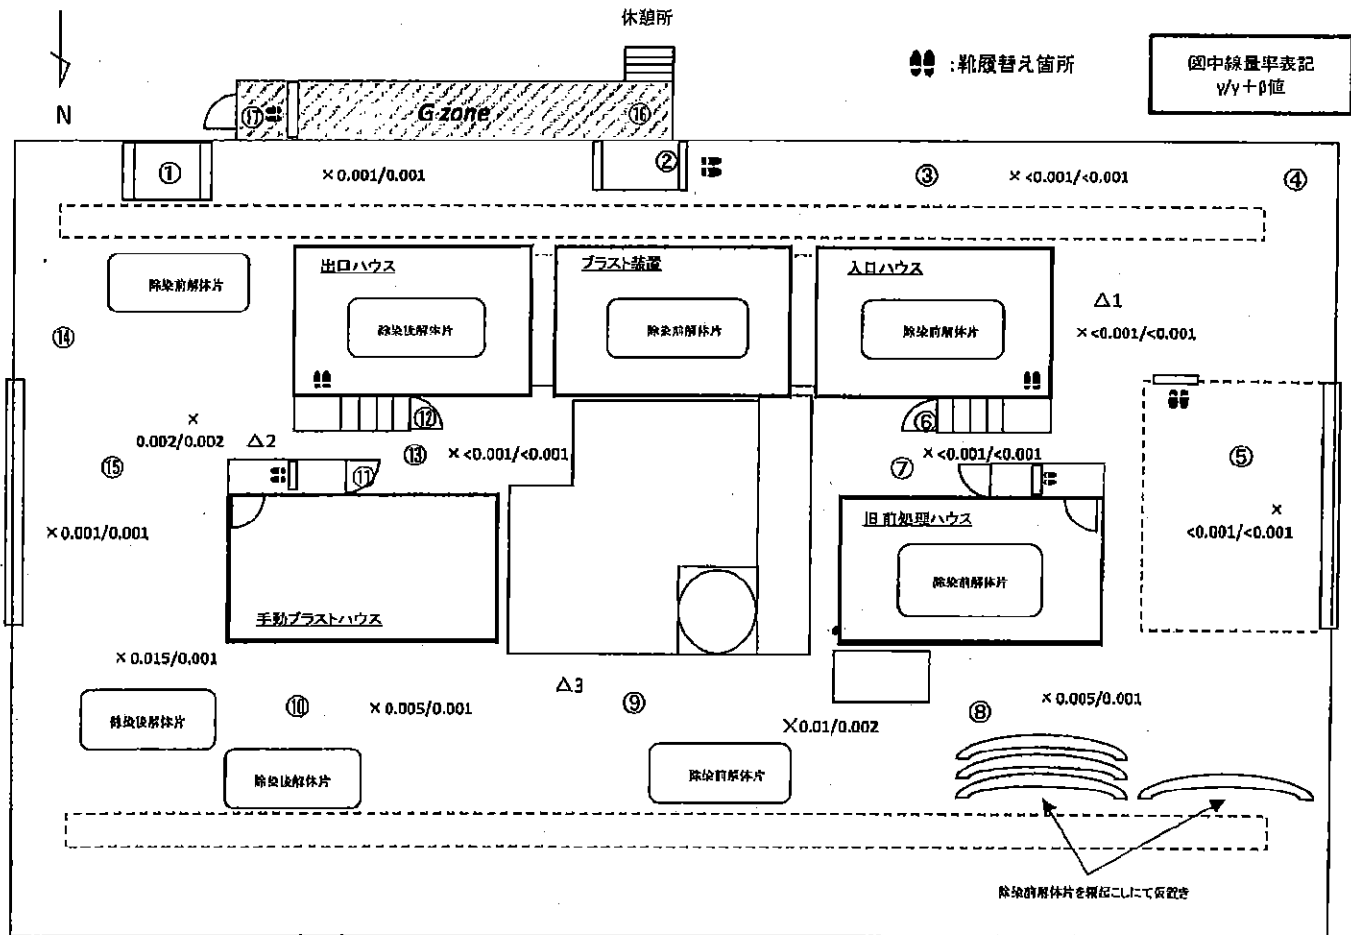 休憩所
:靴履替え箇所
図中線量率表記
γ/γ+β値
N
⑰
G-zone
⑯
①
×0.001/0.001
②
③
×<0.001/<0.001
④
出口ハウス
ブラスト装置
入口ハウス
除染前解体片
除染後解体片
除染前解体片
除染前解体片
△1
×<0.001/<0.001
⑭
×
0.002/0.002
△2
⑫
⑥
⑬
×<0.001/<0.001
×<0.001/<0.001
⑤
⑮
⑪
⑦
×
<0.001/<0.001
×0.001/0.001
旧前処理ハウス
除染前解体片
手動ブラストハウス
×0.015/0.001
△3
⑨
⑩
×0.005/0.001
×0.01/0.002
⑧
×0.005/0.001
除染後解体片
除染後解体片
除染前解体片
除染前解体片を縦起こしにて仮置き